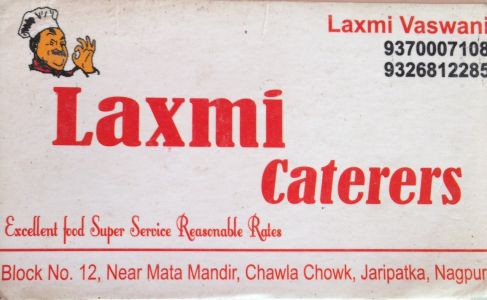 Laxmi Vaswani
9370007108
9326812285
Laxmi
Caterers
Excellent food Super Service Reasonable Rates
Block No. 12, Near Mata Mandir, Chawla Chowk, Jaripatka, Nagpur